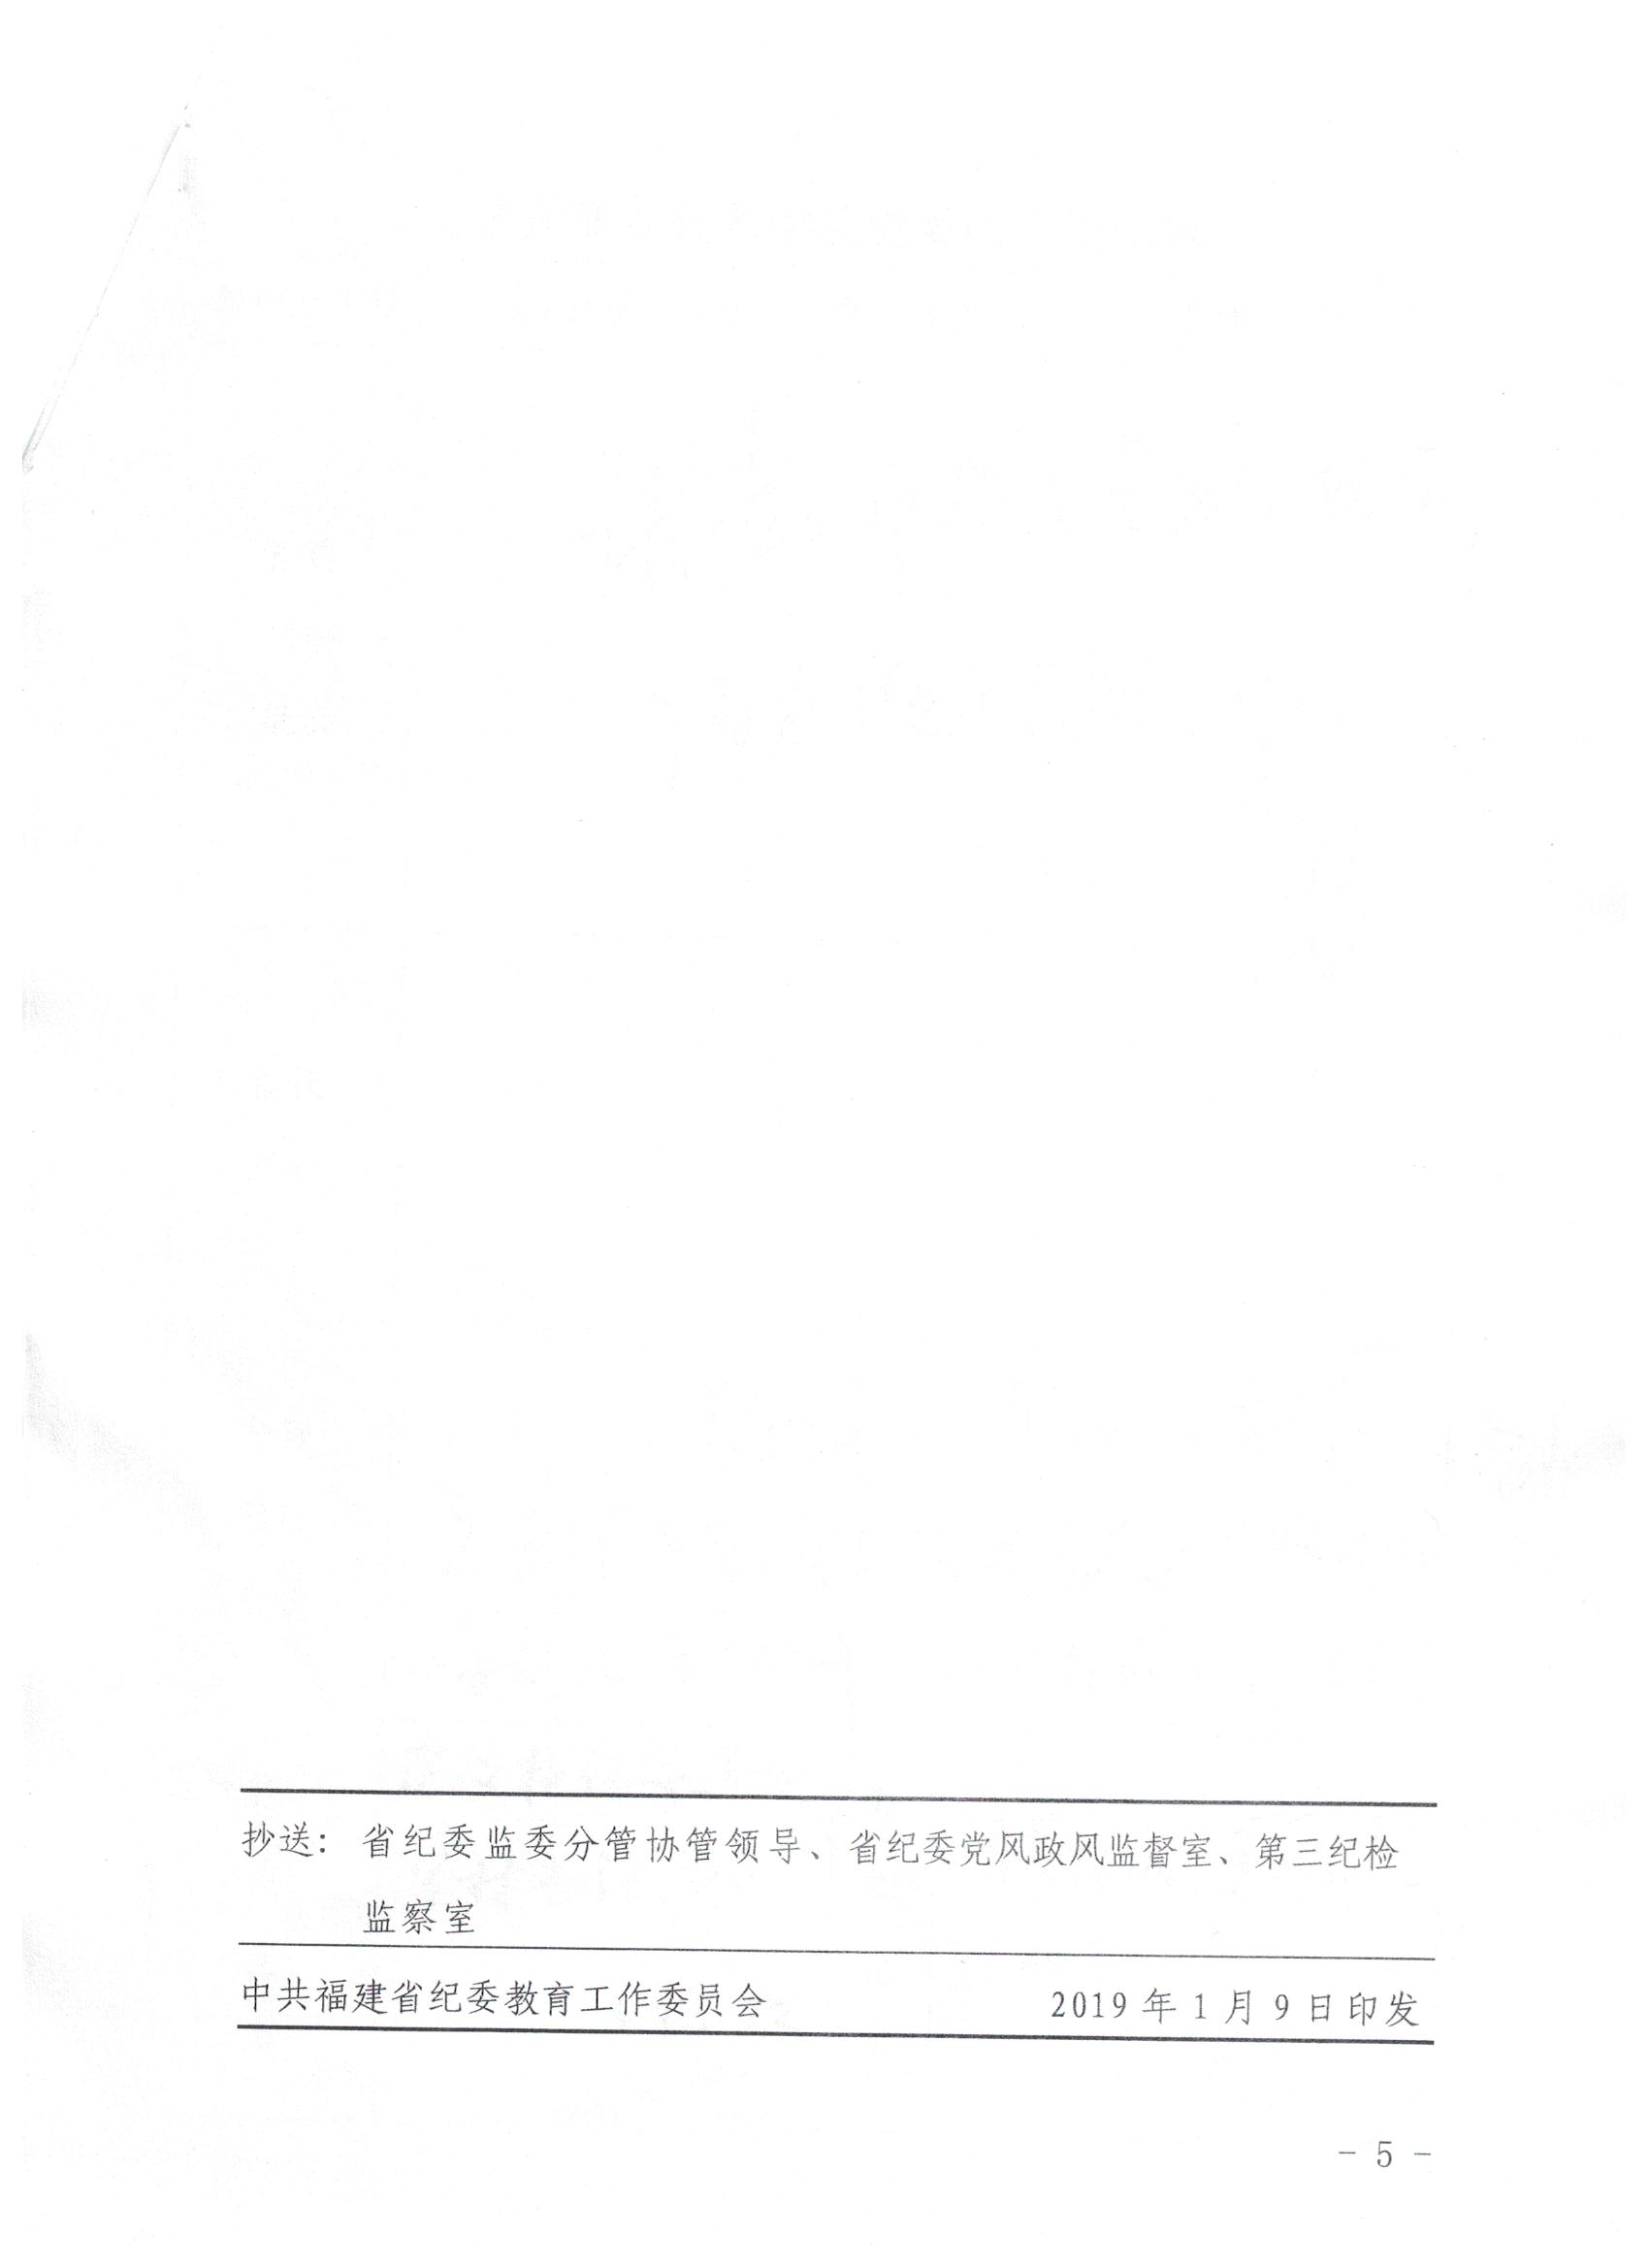 抄送：省纪委监委分管协管领导、省纪委党风政风监督室、第三纪检
监察室
中共福建省纪委教育工作委员会 2019年1月9日印发
- 5 -